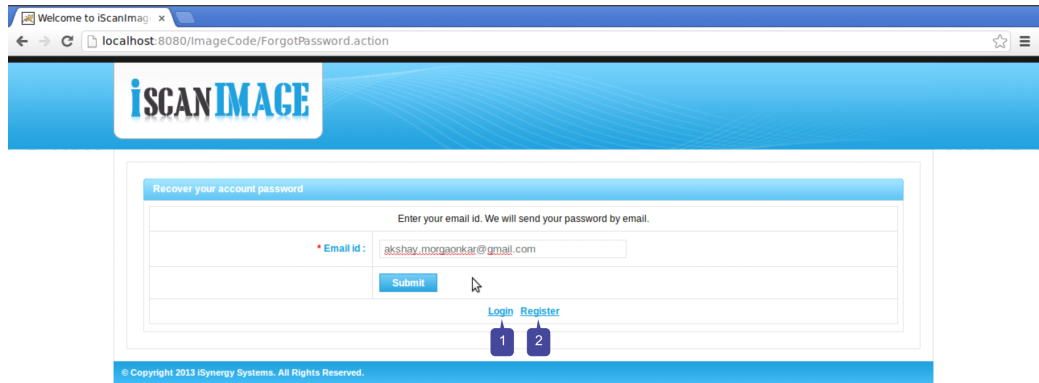 Welcome to iScanImag
localhost:8080/ImageCode/ForgotPassword.action
iSCANIMAGE
Recover your account password
Enter your email id. We will send your password by email.
* Email id : akshay.morgaonkar@gmail.com
Submit
Login Register
1 2
© Copyright 2013 iSynergy Systems. All Rights Reserved.